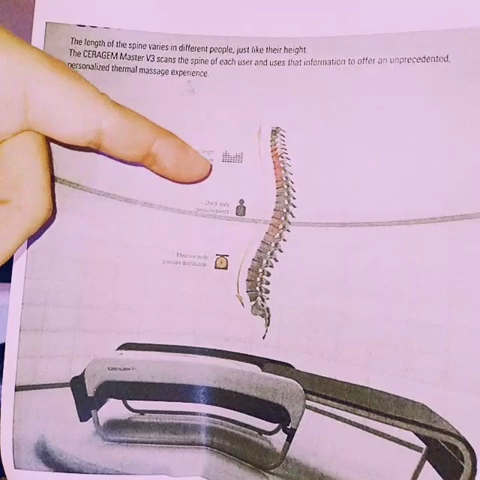 The length of the spine varies in different people, just like their height.
The CERAGEM Master V3 scans the spine of each user and uses that information to offer an unprecedented,
personalized thermal massage experience.